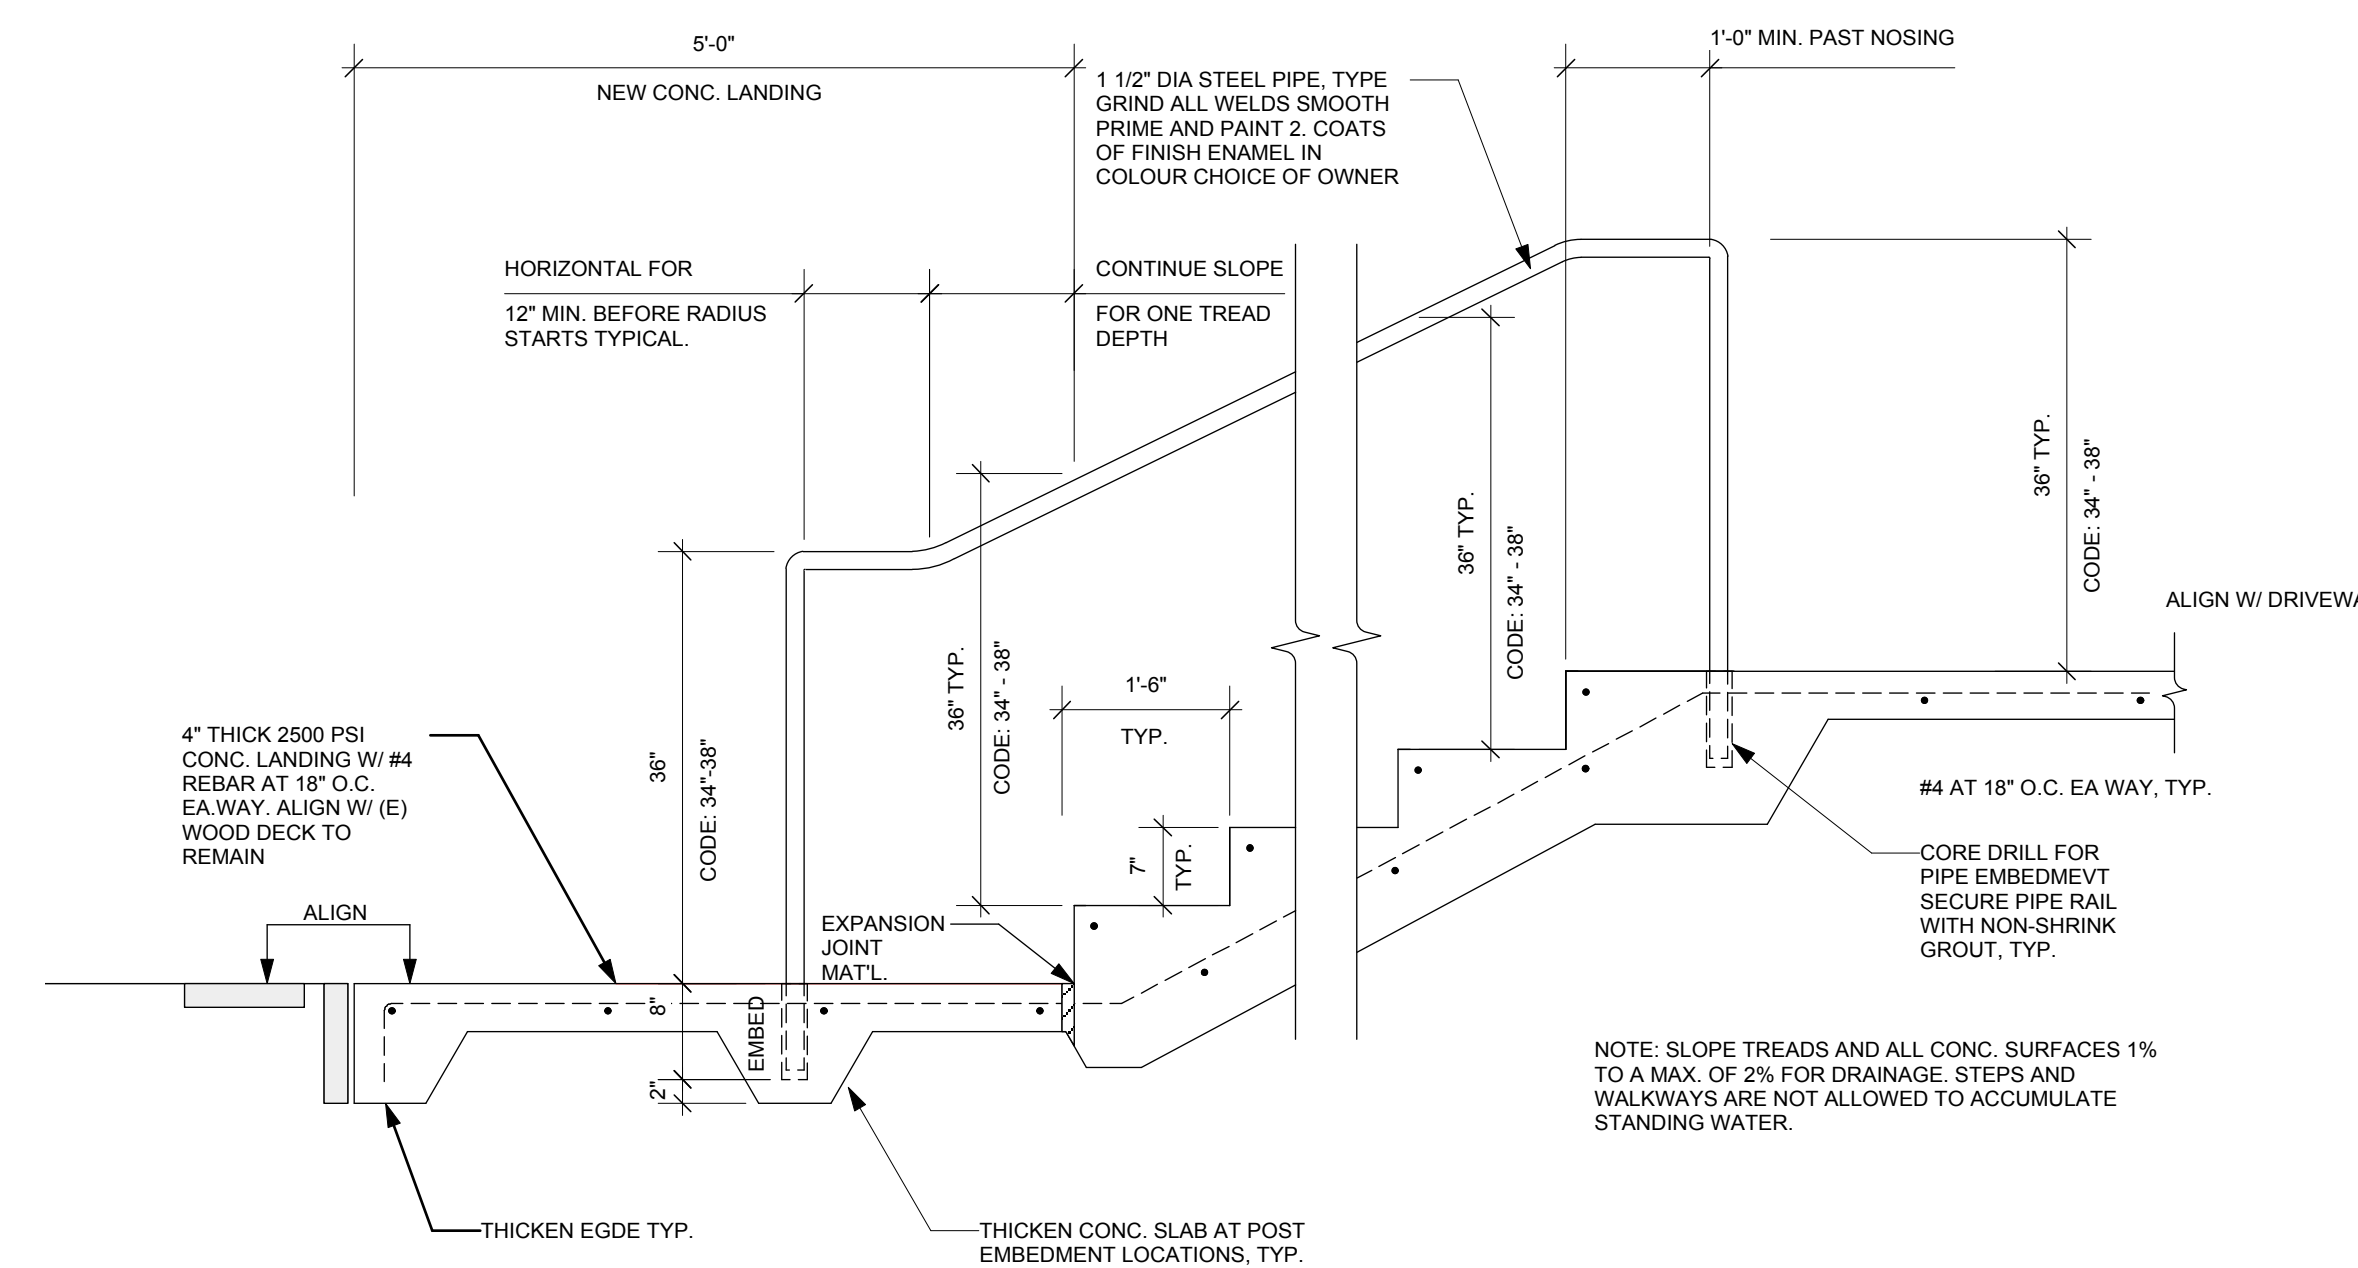 5'-0"
NEW CONC. LANDING
1'-0" MIN. PAST NOSING
1 1/2" DIA STEEL PIPE, TYPE
GRIND ALL WELDS SMOOTH
PRIME AND PAINT 2. COATS
OF FINISH ENAMEL IN
COLOUR CHOICE OF OWNER
HORIZONTAL FOR
12" MIN. BEFORE RADIUS
STARTS TYPICAL.
CONTINUE SLOPE
FOR ONE TREAD
DEPTH
36" TYP.
CODE: 34" - 38"
36" TYP.
CODE: 34" - 38"
ALIGN W/ DRIVEWA
36" TYP.
CODE: 34" - 38"
1'-6"
TYP.
4" THICK 2500 PSI
CONC. LANDING W/ #4
REBAR AT 18" O.C.
EA.WAY. ALIGN W/ (E)
WOOD DECK TO
REMAIN
36"
CODE: 34"-38"
7"
TYP.
#4 AT 18" O.C. EA WAY, TYP.
CORE DRILL FOR
PIPE EMBEDMEVT
SECURE PIPE RAIL
WITH NON-SHRINK
GROUT, TYP.
ALIGN
EXPANSION
JOINT
MAT'L.
8"
EMBED
2"
NOTE: SLOPE TREADS AND ALL CONC. SURFACES 1%
TO A MAX. OF 2% FOR DRAINAGE. STEPS AND
WALKWAYS ARE NOT ALLOWED TO ACCUMULATE
STANDING WATER.
THICKEN EGDE TYP.
THICKEN CONC. SLAB AT POST
EMBEDMENT LOCATIONS, TYP.